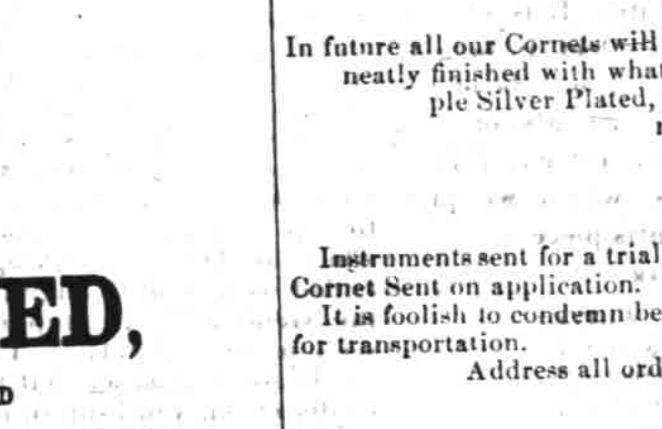 In future all our Cornets will
neatly finished with what
ple Silver Plated,
Instruments sent for a trial
Cornet Sent on application.
It is foolish to condemn be
for transportation.
Address all ord
ED,
D